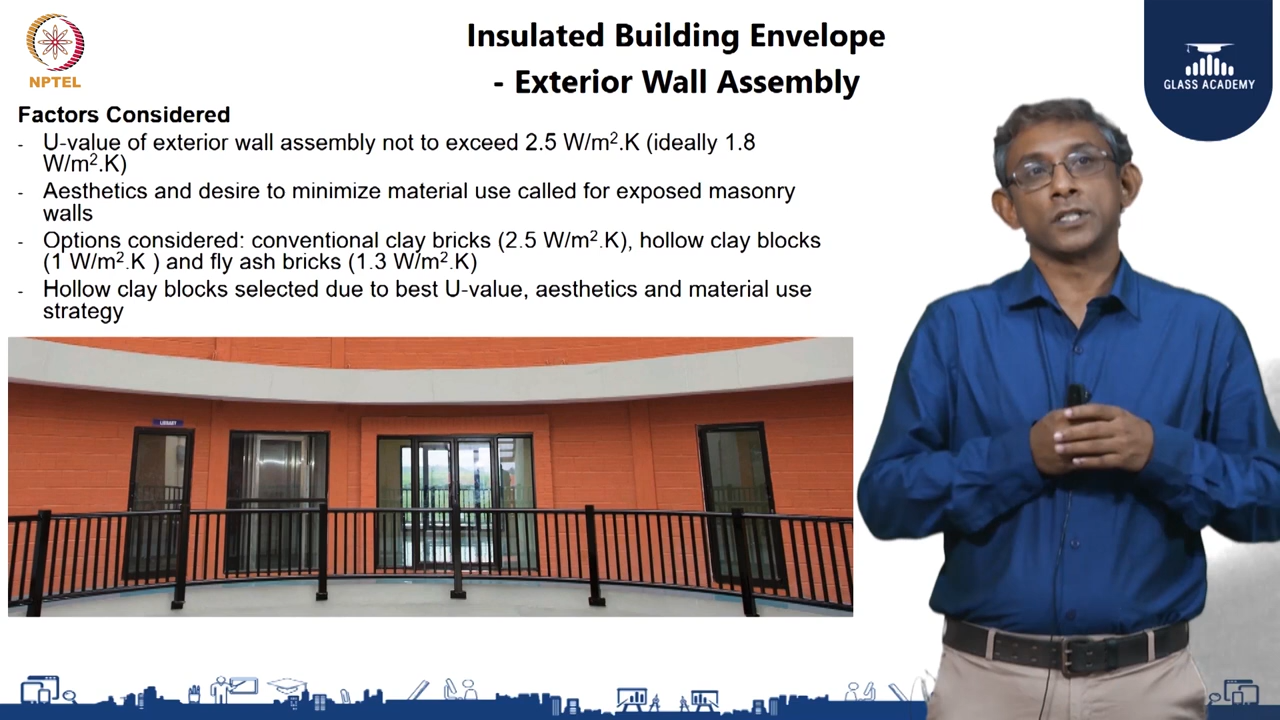 Insulated Building Envelope
- Exterior Wall Assembly
NPTEL
GLASS ACADEMY
Factors Considered
- U-value of exterior wall assembly not to exceed 2.5 W/m².K (ideally 1.8
W/m².K)
- Aesthetics and desire to minimize material use called for exposed masonry
walls
- Options considered: conventional clay bricks (2.5 W/m².K), hollow clay blocks
(1 W/m².K ) and fly ash bricks (1.3 W/m².K)
- Hollow clay blocks selected due to best U-value, aesthetics and material use
strategy
LIBRARY